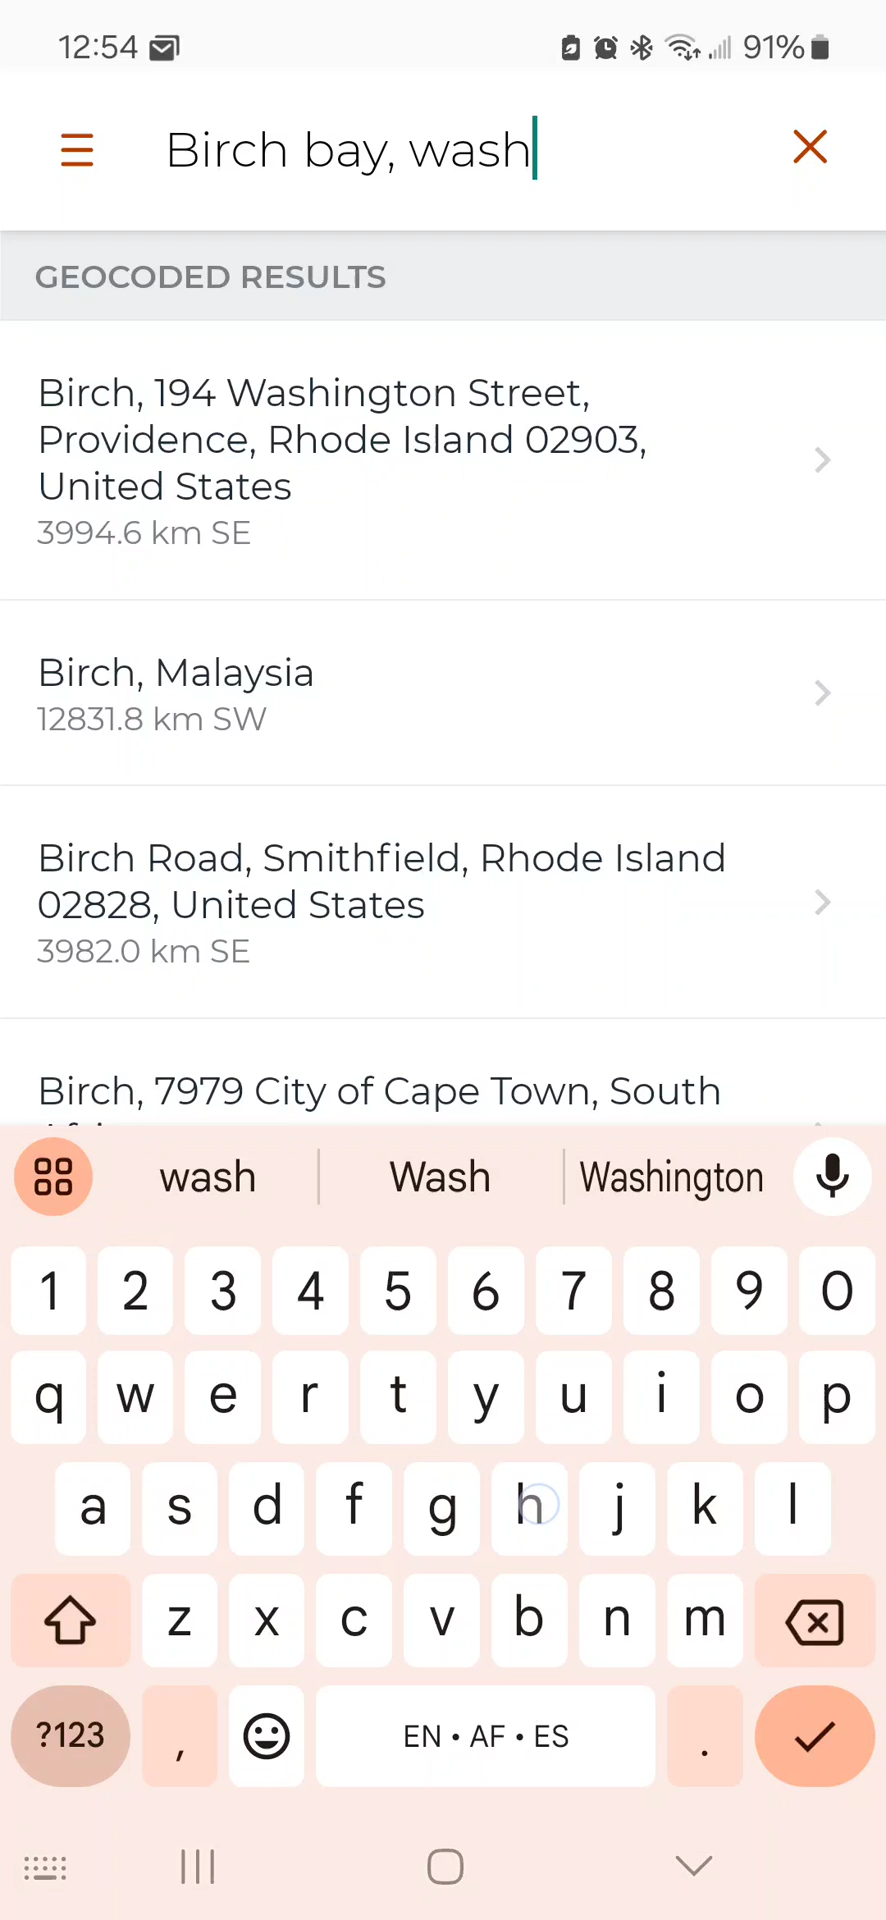 12:54 91%
Birch bay, wash
GEOCODED RESULTS
Birch, 194 Washington Street,
Providence, Rhode Island 02903,
United States
3994.6 km SE
Birch, Malaysia
12831.8 km SW
Birch Road, Smithfield, Rhode Island
02828, United States
3982.0 km SE
Birch, 7979 City of Cape Town, South
wash Wash Washington
1 2 3 4 5 6 7 8 9 0
q w e r t y u i o p
a s d f g h j k l
z x c v b n m
?123 , EN • AF • ES .